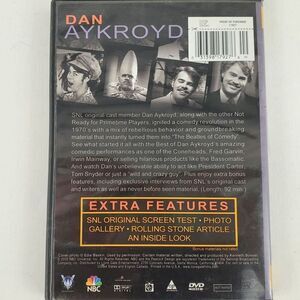 DAN
AYKROYD
SNL original cast member Dan Aykroyd; along with the other Not
Ready for Primetime Players, ignited a comedy revolution in the
1970's with a mix of rebellious behavior and groundbreaking
material that instantly turned them into "The Beatles of Comedy".
See what started it all with the Best of Dan Aykroyd's amazing
comedic performances as one of the Coneheads, Fred Garvin,
Irwin Mainway, or selling hilarious products like the Bassomatic.
And watch Dan's unbelievable ability to act like President Carter,
Tom Snyder or just a "wild and crazy guy". Enjoy extra bonus
features, including exclusive interviews from SNL's original cast
and writers as well as never before seen material. (Length: 92 min.)
EXTRA FEATURES
SNL ORIGINAL SCREEN TEST • PHOTO
GALLERY • ROLLING STONE ARTICLE
AN INSIDE LOOK
Bonus materials not rated
NBC
DVD